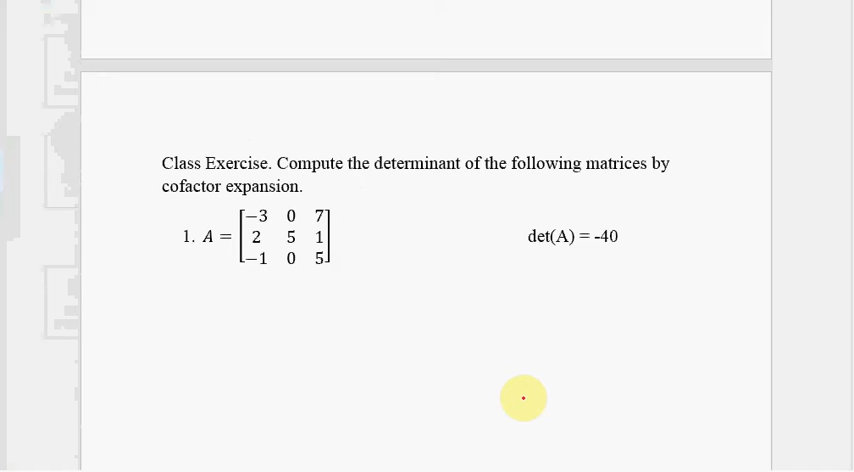 Class Exercise. Compute the determinant of the following matrices by
cofactor expansion.
1. A = [−3 0 7
2 5 1
−1 0 5]
det(A) = -40